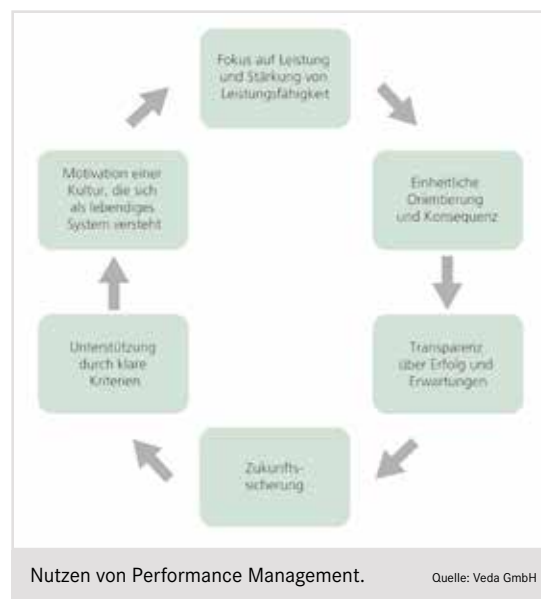 Fokus auf Leistung
und Stärkung von
Leistungsfähigkeit
Einheitliche
Orientierung
und Konsequenz
Transparenz
über Erfolg und
Erwartungen
Zukunfts-
sicherung
Unterstützung
durch klare
Kriterien
Motivation einer
Kultur, die sich
als lebendiges
System versteht
Nutzen von Performance Management.
Quelle: Veda GmbH